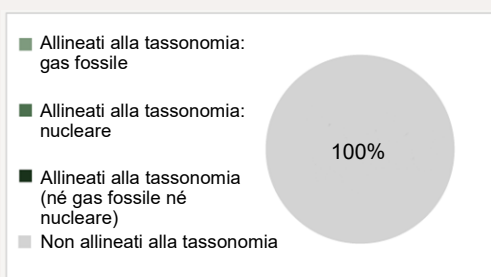 Allineati alla tassonomia:
gas fossile
Allineati alla tassonomia:
nucleare
Allineati alla tassonomia
(né gas fossile né
nucleare)
Non allineati alla tassonomia
100%